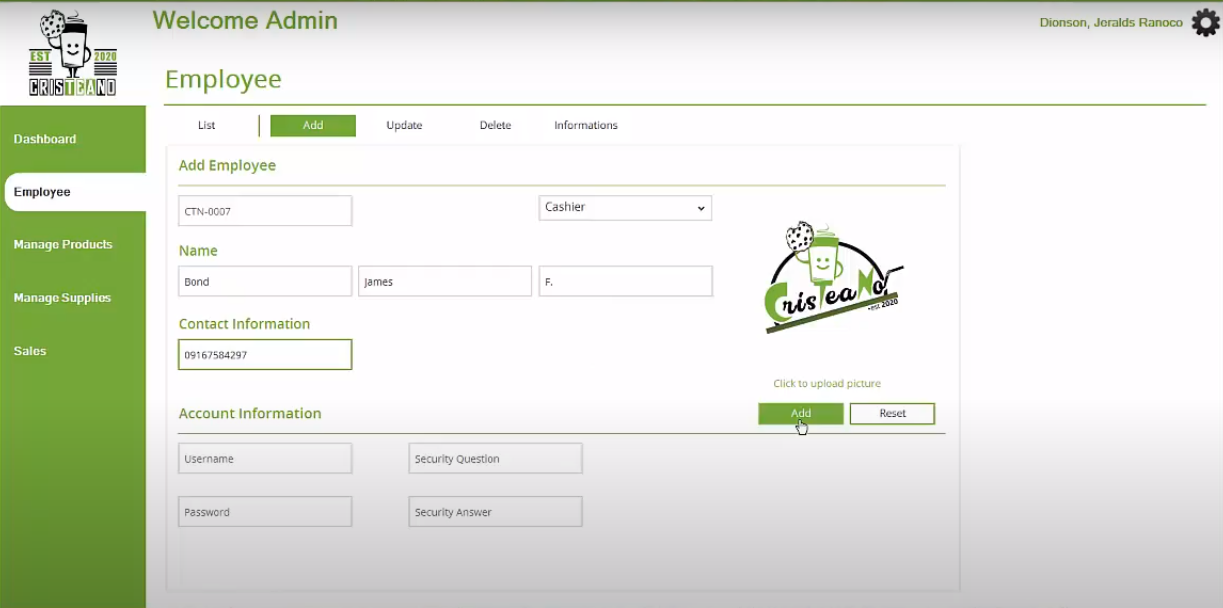 Welcome Admin
Dionson, Jeralds Ranoco
EST 2020
CRISTEANO
Employee
Dashboard
Employee
Manage Products
Manage Supplies
Sales
List Add Update Delete Informations
Add Employee
CTN-0007 Cashier
Name
Bond James F.
CrisTeaNo
est 2020
Contact Information
09167584297
Click to upload picture
Add Reset
Account Information
Username Security Question
Password Security Answer